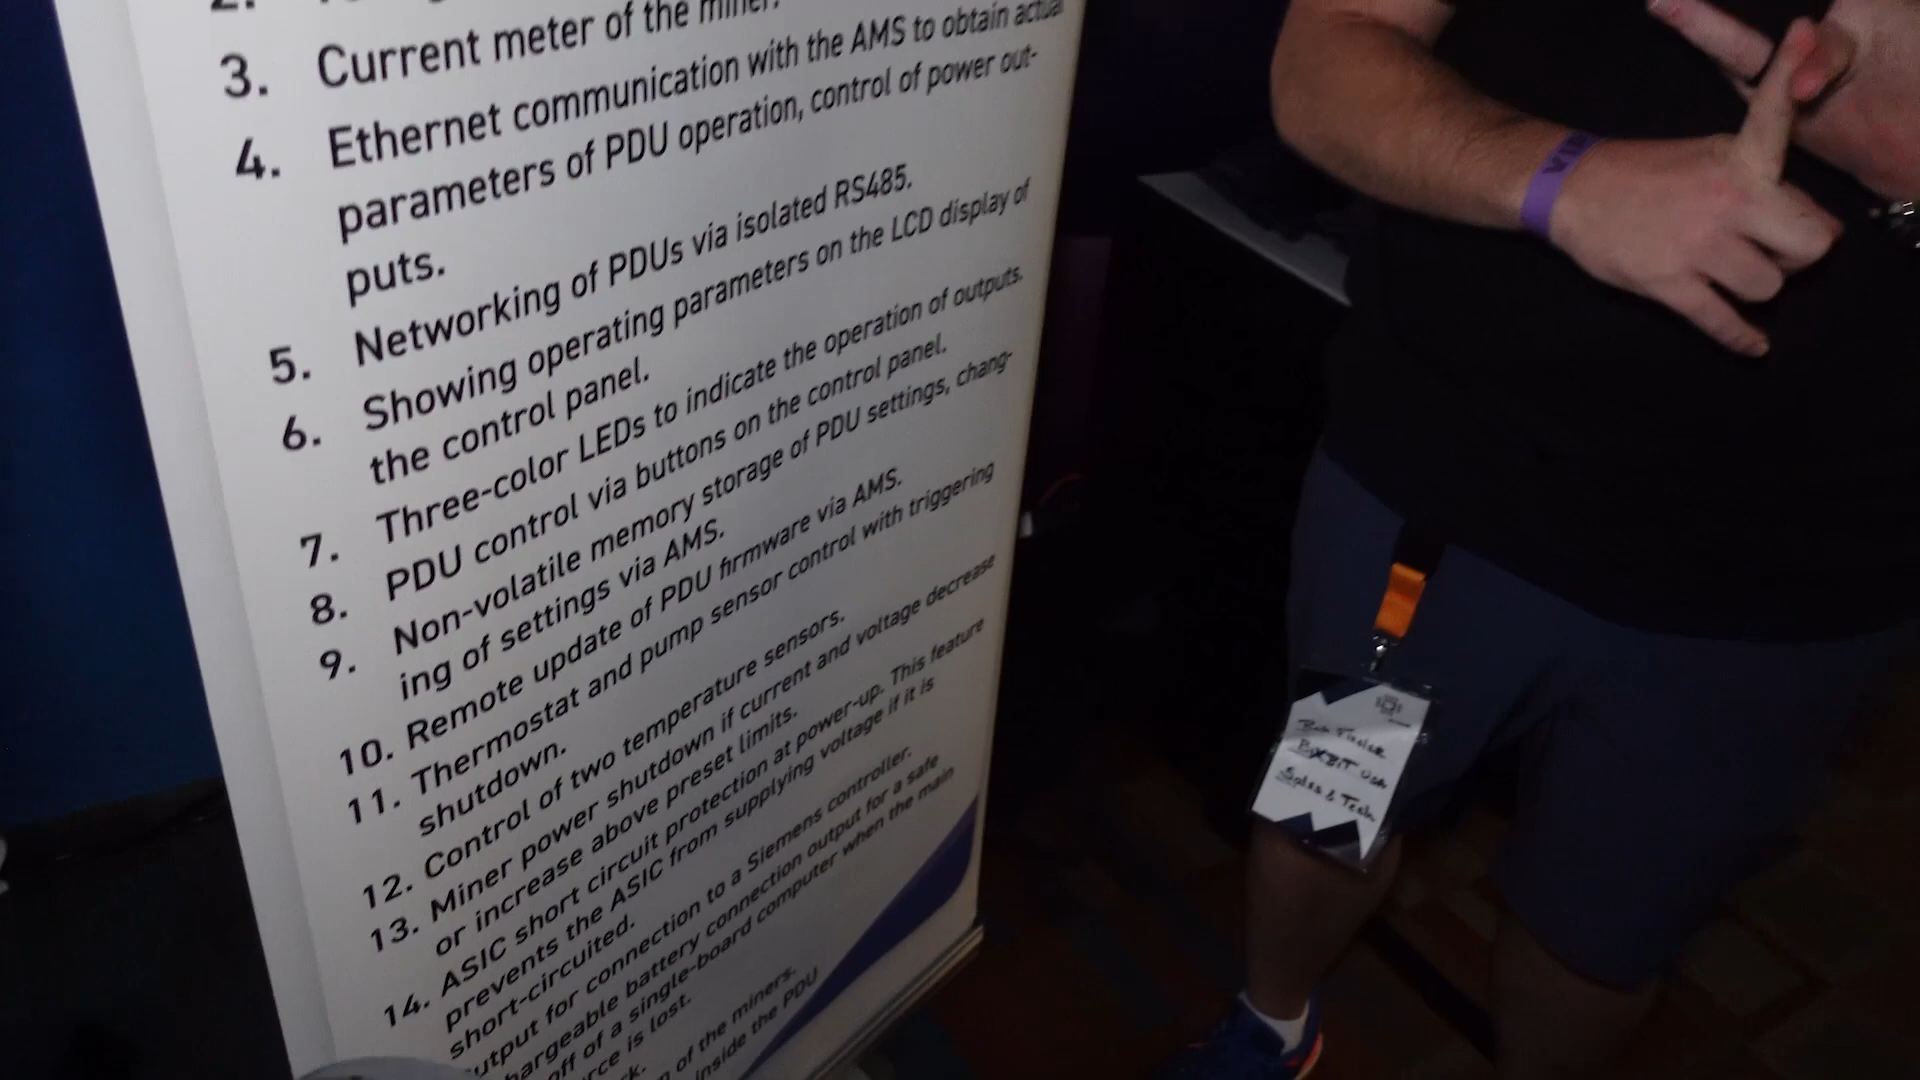 2.
3. Current meter of the miner.
4. Ethernet communication with the AMS to obtain actual
parameters of PDU operation, control of power out-
puts.
5. Networking of PDUs via isolated RS485.
6. Showing operating parameters on the LCD display of
the control panel.
7. Three-color LEDs to indicate the operation of outputs.
8. PDU control via buttons on the control panel.
9. Non-volatile memory storage of PDU settings, chang-
ing of settings via AMS.
10. Remote update of PDU firmware via AMS.
11. Thermostat and pump sensor control with triggering
shutdown.
12. Control of two temperature sensors.
13. Miner power shutdown if current and voltage decrease
or increase above preset limits.
14. ASIC short circuit protection at power-up. This feature
prevents the ASIC from supplying voltage if it is
short-circuited.
utput for connection to a Siemens controller.
hargeable battery connection output for a safe
off of a single-board computer when the main
rce is lost.
rk.
n of the miners.
inside the PDU
VIP
USA
Sales & Tech